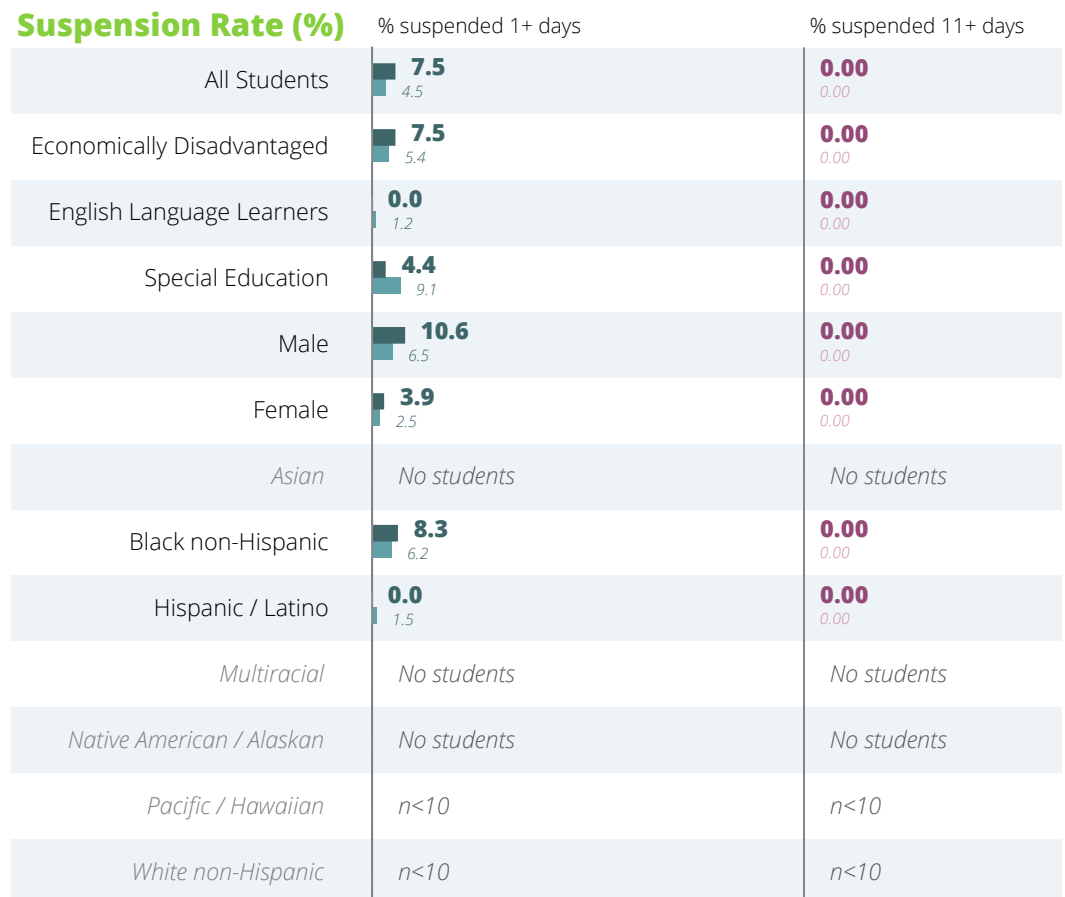 Suspension Rate (%) % suspended 1+ days % suspended 11+ days
All Students 7.5 0.00
4.5 0.00
Economically Disadvantaged 7.5 0.00
5.4 0.00
English Language Learners 0.0 0.00
1.2 0.00
Special Education 4.4 0.00
9.1 0.00
Male 10.6 0.00
6.5 0.00
Female 3.9 0.00
2.5 0.00
Asian No students No students
Black non-Hispanic 8.3 0.00
6.2 0.00
Hispanic / Latino 0.0 0.00
1.5 0.00
Multiracial No students No students
Native American / Alaskan No students No students
Pacific / Hawaiian n<10 n<10
White non-Hispanic n<10 n<10